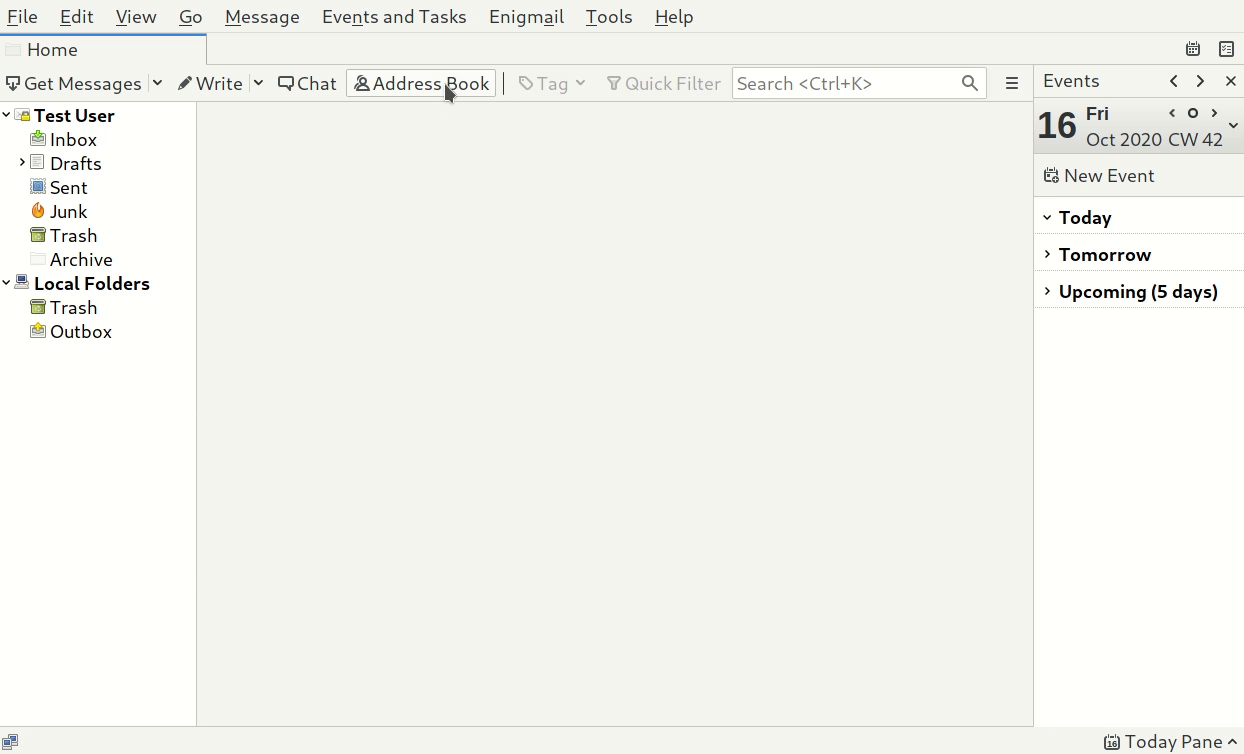 File Edit View Go Message Events and Tasks Enigmail Tools Help
Home
Get Messages Write Chat Address Book Tag Quick Filter Search <Ctrl+K>
Test User
Inbox
Drafts
Sent
Junk
Trash
Archive
Local Folders
Trash
Outbox
Events
16 Fri
Oct 2020 CW 42
New Event
Today
Tomorrow
Upcoming (5 days)
16 Today Pane